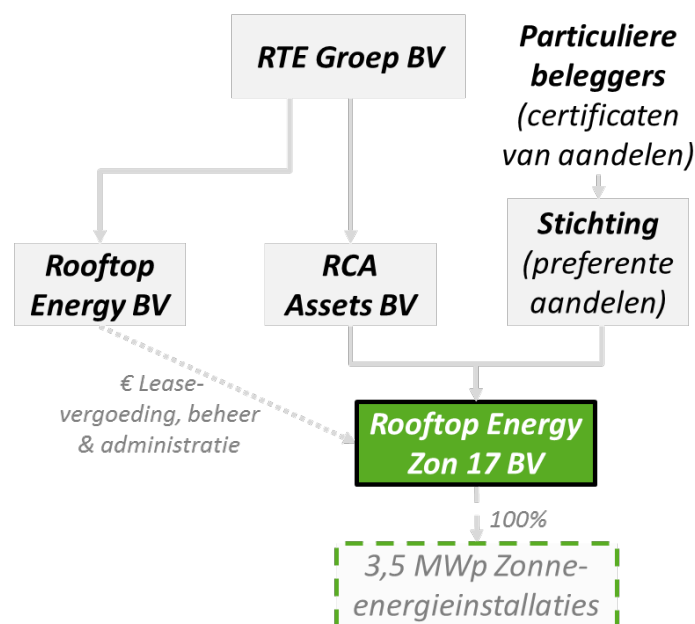 RTE Groep BV
Particuliere
beleggers
(certificaten
van aandelen)
Rooftop
Energy BV
RCA
Assets BV
Stichting
(preferente
aandelen)
€ Lease-
vergoeding, beheer
& administratie
Rooftop Energy
Zon 17 BV
100%
3,5 MWp Zonne-
energieinstallaties